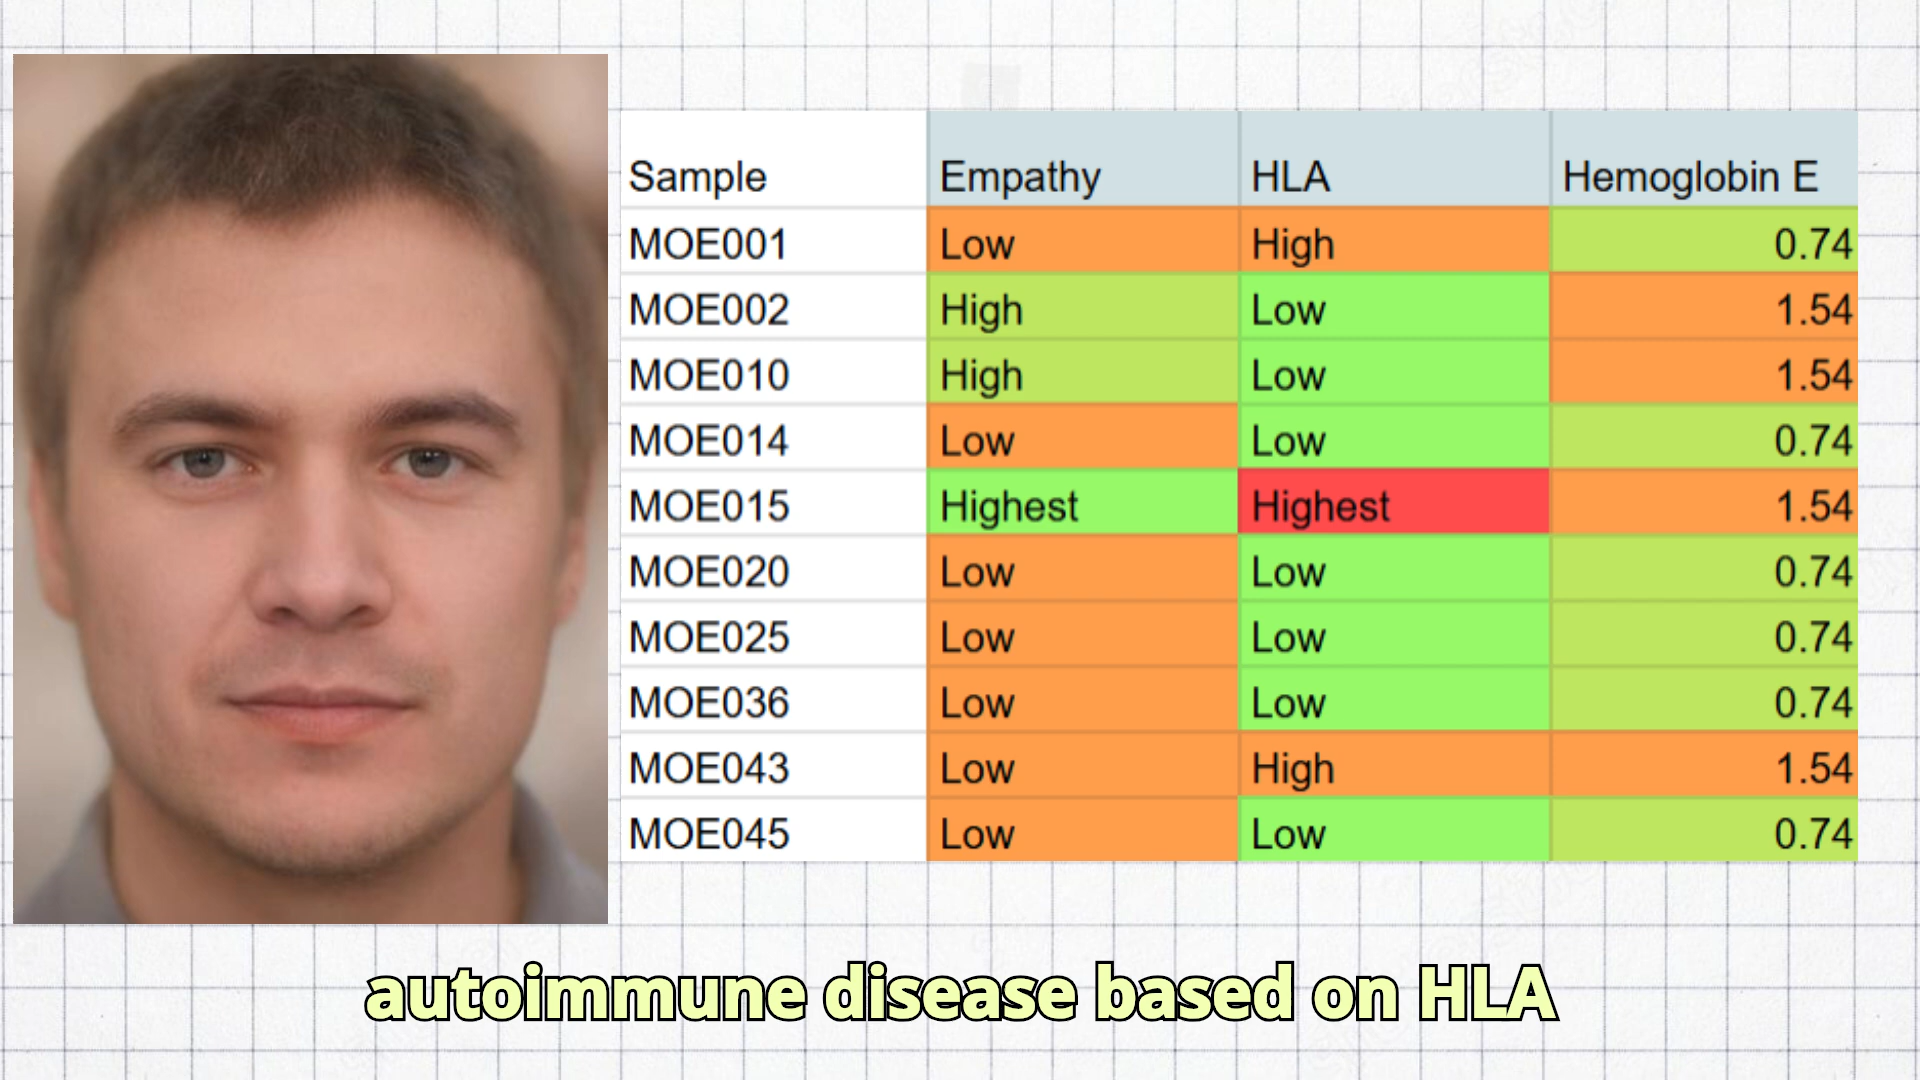 Sample Empathy HLA Hemoglobin E
MOE001 Low High 0.74
MOE002 High Low 1.54
MOE010 High Low 1.54
MOE014 Low Low 0.74
MOE015 Highest Highest 1.54
MOE020 Low Low 0.74
MOE025 Low Low 0.74
MOE036 Low Low 0.74
MOE043 Low High 1.54
MOE045 Low Low 0.74
autoimmune disease based on HLA